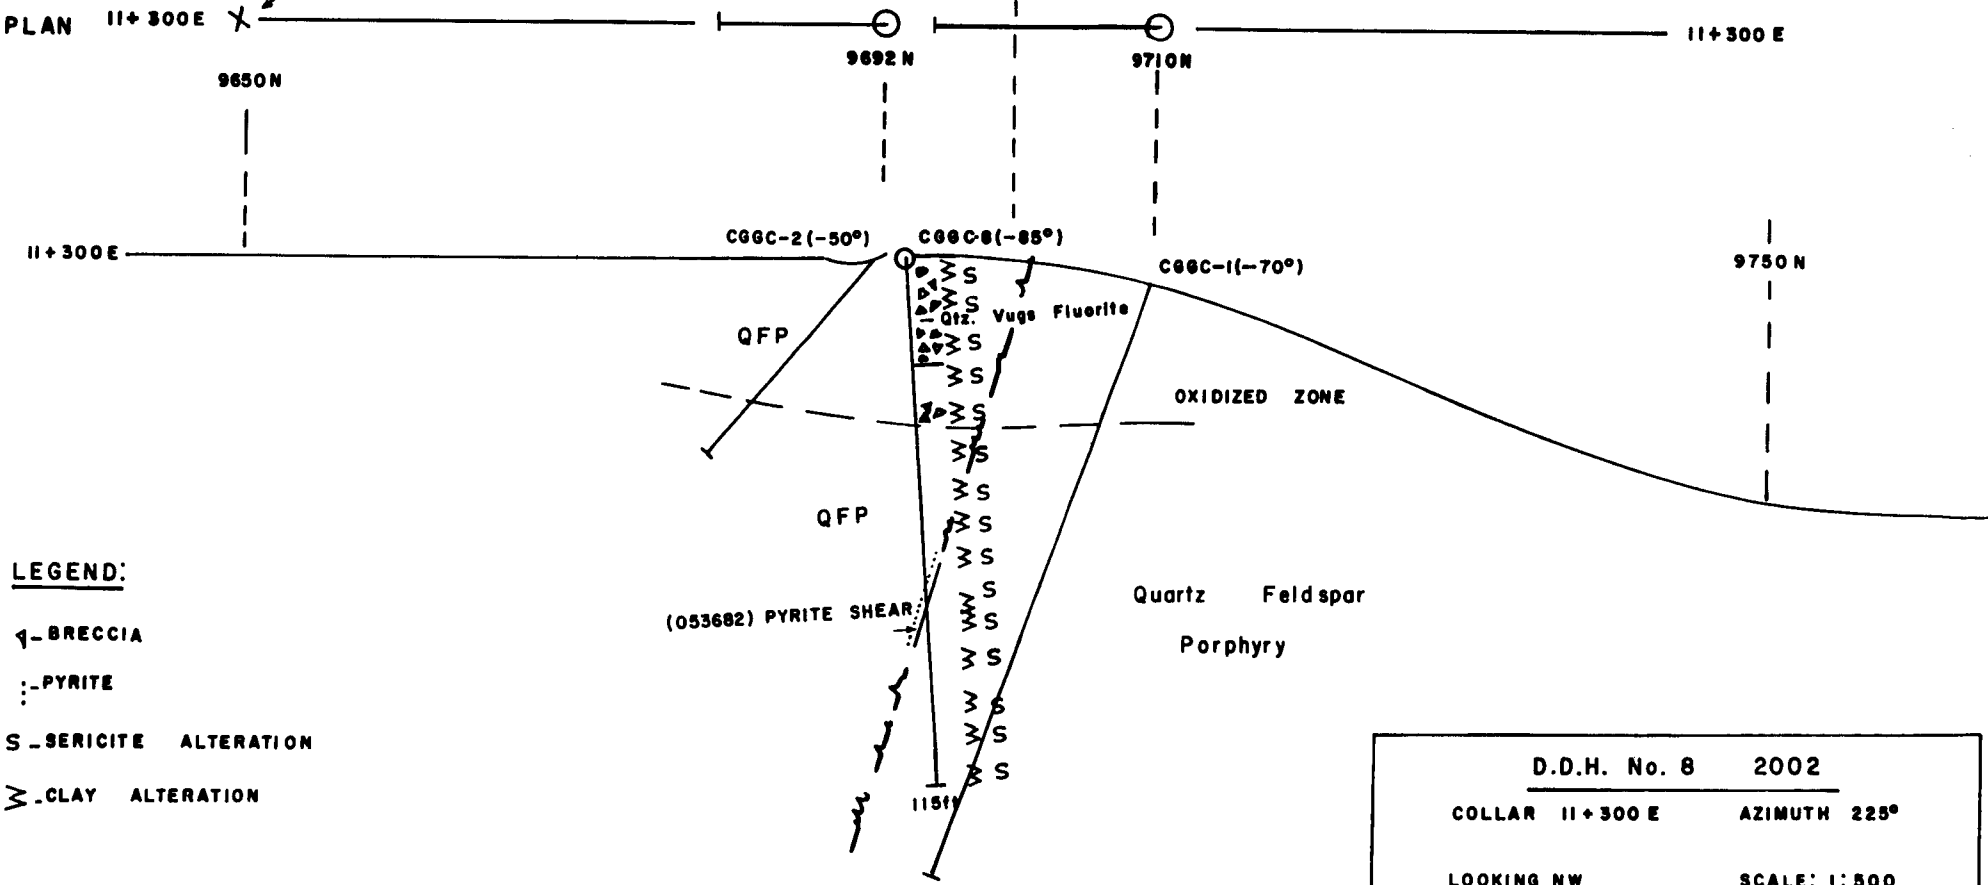 PLAN 11+300E 11+300E
9692N 9710N
9650N
11+300E CGGC-2(-50°) CGGC-8(-85°)
CGGC-1(-70°) 9750N
Qtz. Vugs Fluorite
QFP
OXIDIZED ZONE
QFP
LEGEND:
Quartz Feldspar
(053682) PYRITE SHEAR
BRECCIA
Porphyry
PYRITE
S - SERICITE ALTERATION
CLAY ALTERATION
115ft
D.D.H. No. 8 2002
COLLAR 11+300E AZIMUTH 225°
LOOKING NW SCALE: 1:500